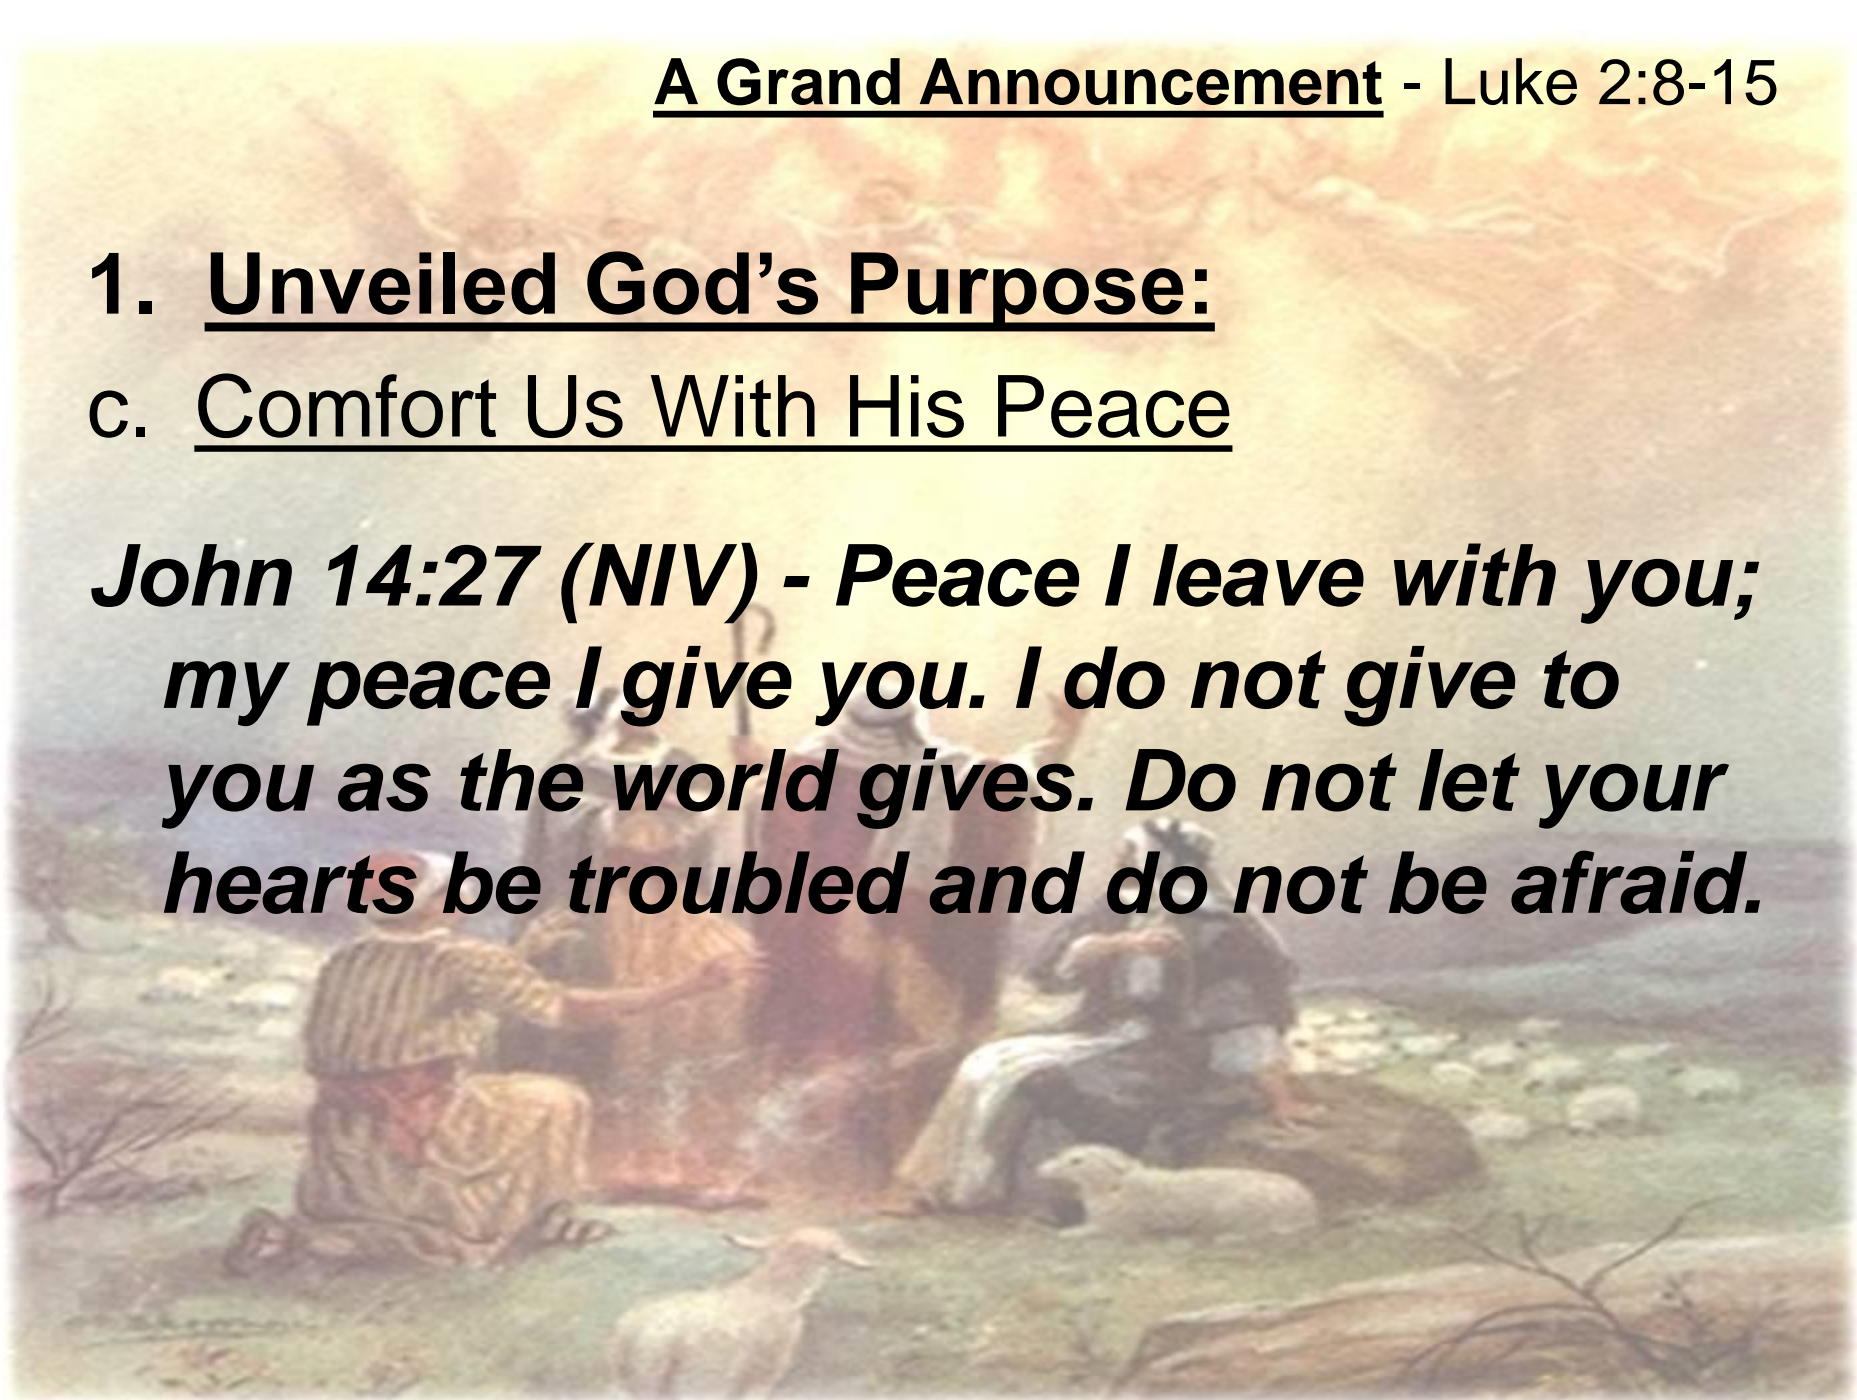 A Grand Announcement - Luke 2:8-15
1. Unveiled God’s Purpose:
c. Comfort Us With His Peace
John 14:27 (NIV) - Peace I leave with you;
my peace I give you. I do not give to
you as the world gives. Do not let your
hearts be troubled and do not be afraid.